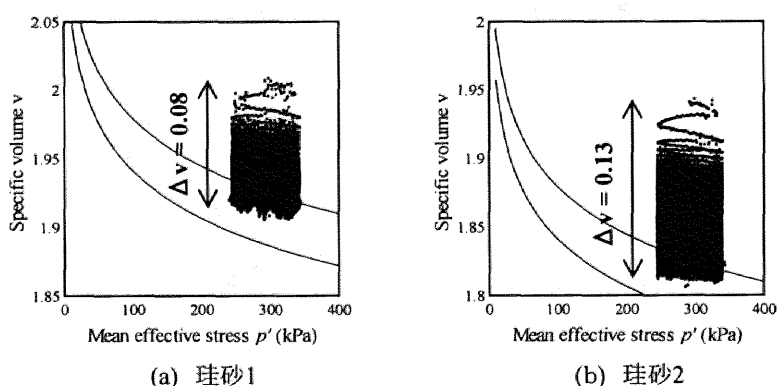 2.05
2
1.95
1.9
1.85
Specific volume v
Δv = 0.08
0 100 200 300 400
Mean effective stress p' (kPa)
(a) 珪砂1
2
1.95
1.9
1.85
1.8
Specific volume v
Δv = 0.13
0 100 200 300 400
Mean effective stress p' (kPa)
(b) 珪砂2